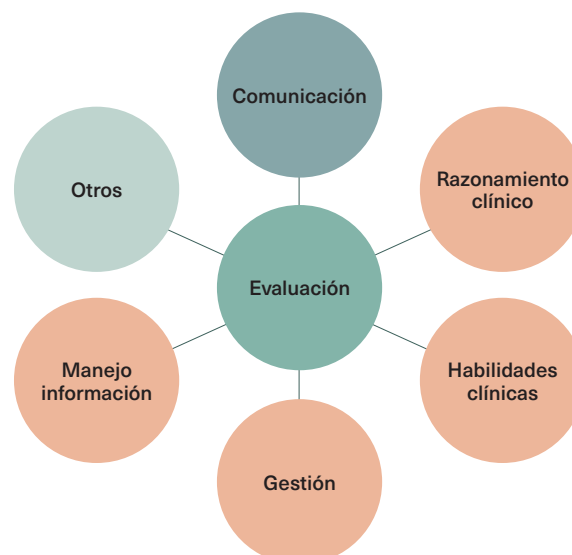 Comunicación
Otros
Razonamiento
clínico
Evaluación
Manejo
información
Habilidades
clínicas
Gestión